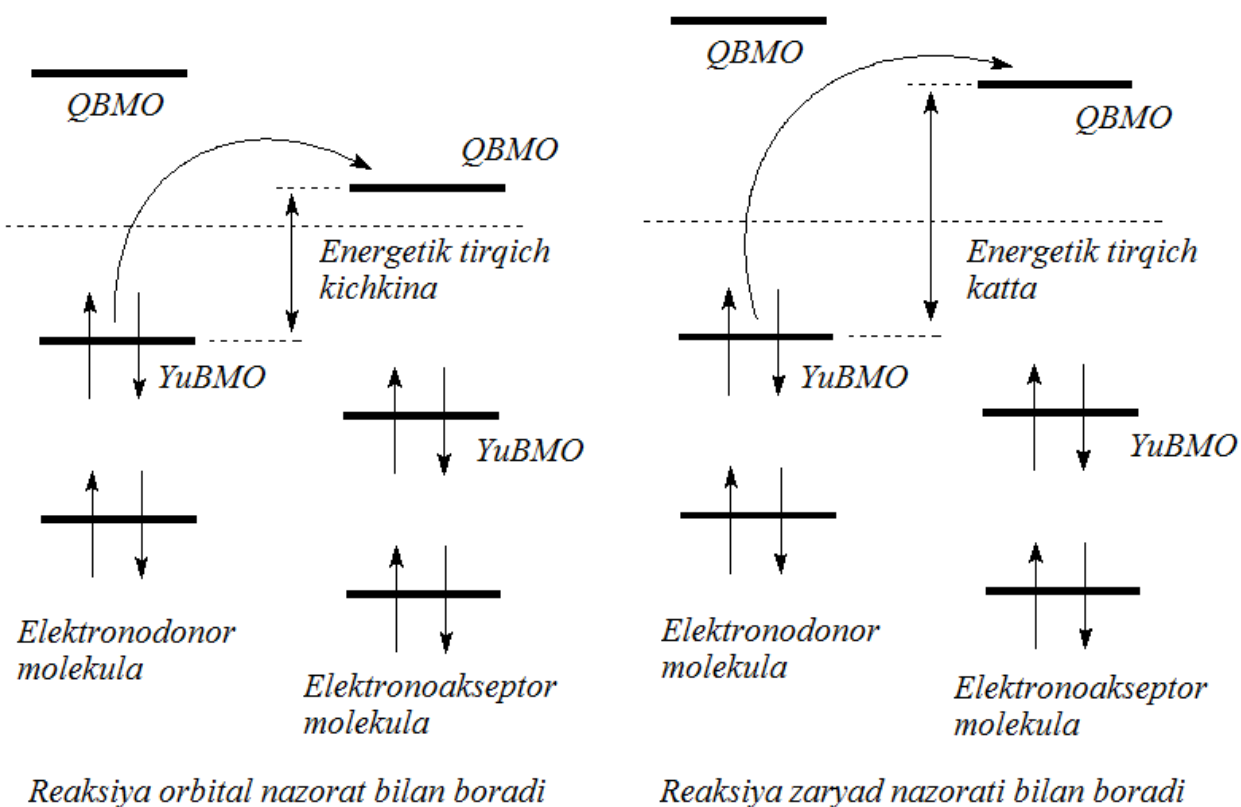 QBMO
QBMO
Energetik tirqich
kichkina
YuBMO
YuBMO
Elektronodonor
molekula
Elektronoakseptor
molekula
Reaksiya orbital nazorat bilan boradi
QBMO
QBMO
Energetik tirqich
katta
YuBMO
YuBMO
Elektronodonor
molekula
Elektronoakseptor
molekula
Reaksiya zaryad nazorati bilan boradi